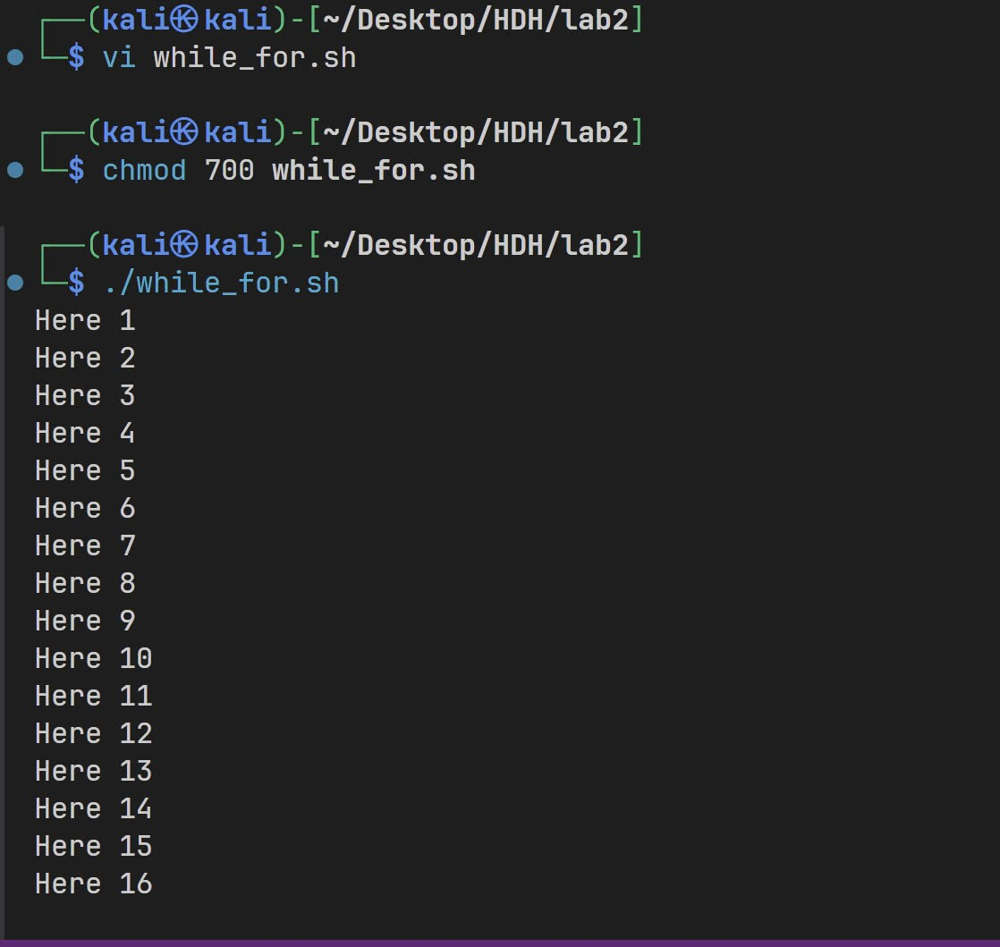 ┌──(kali㉿kali)-[~/Desktop/HDH/lab2]
└─$ vi while_for.sh
┌──(kali㉿kali)-[~/Desktop/HDH/lab2]
└─$ chmod 700 while_for.sh
┌──(kali㉿kali)-[~/Desktop/HDH/lab2]
└─$ ./while_for.sh
Here 1
Here 2
Here 3
Here 4
Here 5
Here 6
Here 7
Here 8
Here 9
Here 10
Here 11
Here 12
Here 13
Here 14
Here 15
Here 16